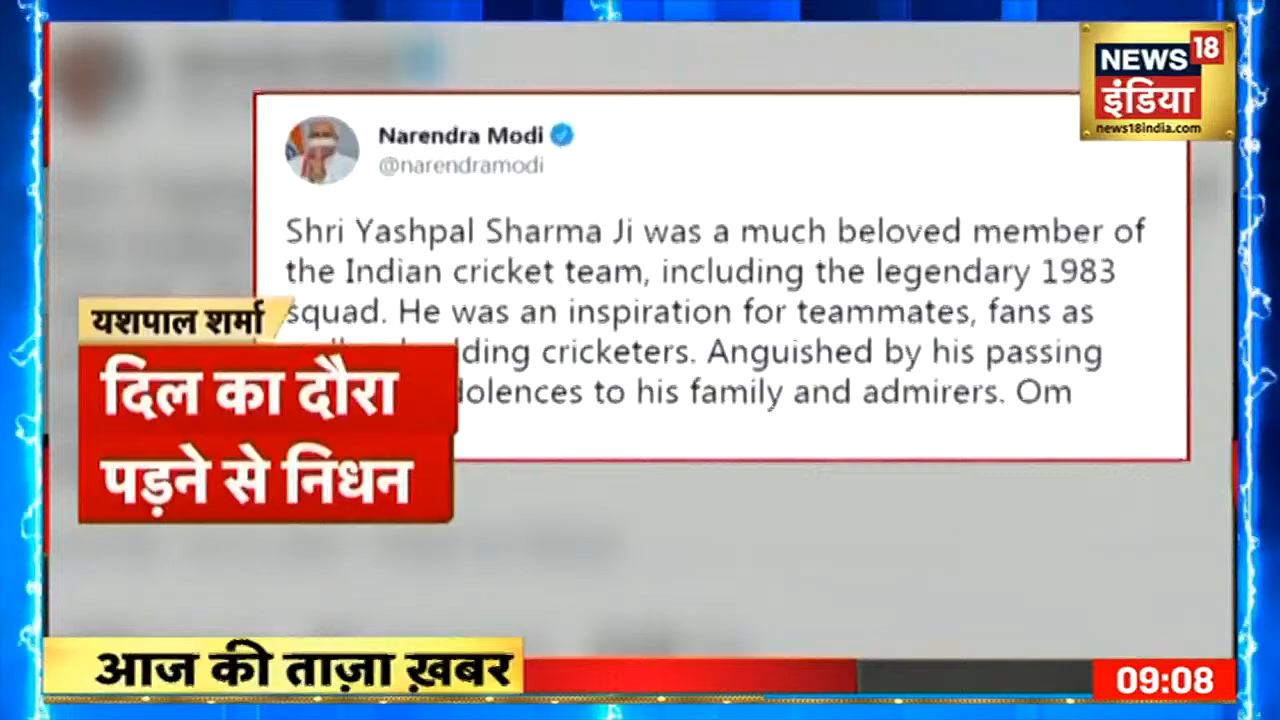 NEWS 18
इंडिया
news18india.com
Narendra Modi
@narendramodi
Shri Yashpal Sharma Ji was a much beloved member of
the Indian cricket team, including the legendary 1983
squad. He was an inspiration for teammates, fans as
cricketers. Anguished by his passing
to his family and admirers. Om
यशपाल शर्मा
दिल का दौरा
पड़ने से निधन
आज की ताज़ा ख़बर
09:08